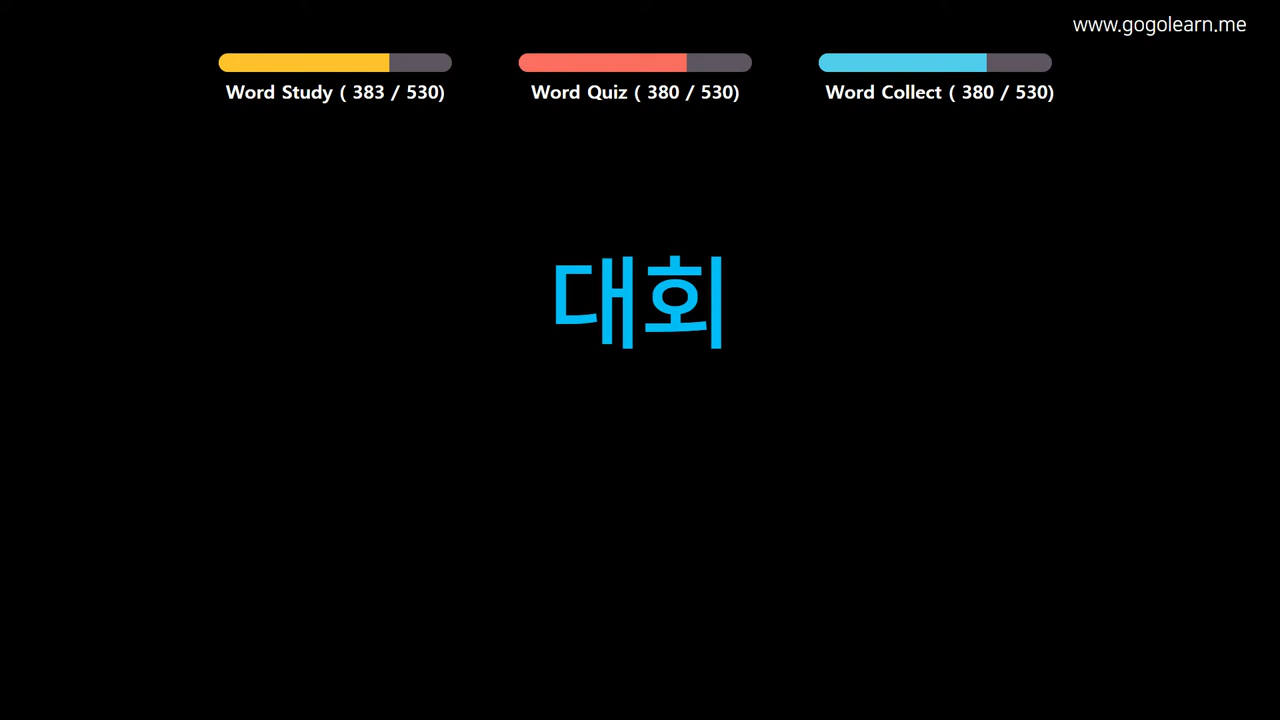 www.gogolearn.me
Word Study ( 383 / 530)
Word Quiz ( 380 / 530)
Word Collect ( 380 / 530)
대회